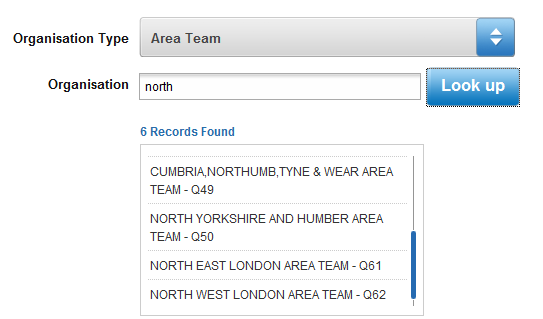 Organisation Type Area Team
Organisation north Look up
6 Records Found
CUMBRIA,NORTHUMB,TYNE & WEAR AREA
TEAM - Q49
NORTH YORKSHIRE AND HUMBER AREA
TEAM - Q50
NORTH EAST LONDON AREA TEAM - Q61
NORTH WEST LONDON AREA TEAM - Q62